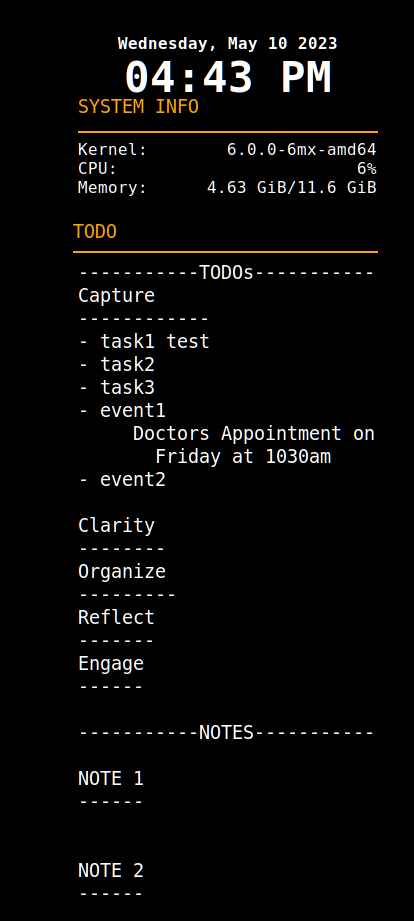 Wednesday, May 10 2023
04:43 PM
SYSTEM INFO
Kernel: 6.0.0-6mx-amd64
CPU: 6%
Memory: 4.63 GiB/11.6 GiB
TODO
-----------TODOs-----------
Capture
------------
- task1 test
- task2
- task3
- event1
Doctors Appointment on
Friday at 1030am
- event2
Clarity
--------
Organize
---------
Reflect
-------
Engage
------
-----------NOTES-----------
NOTE 1
------
NOTE 2
------